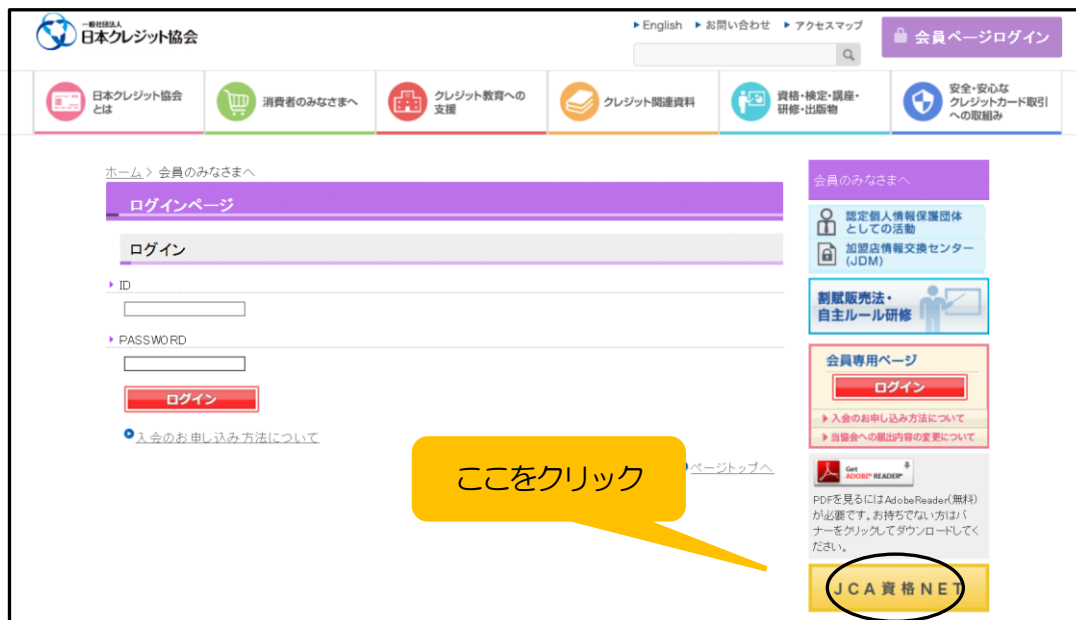 一般社団法人
日本クレジット協会
English お問い合わせ アクセスマップ
会員ページログイン
日本クレジット協会
とは
消費者のみなさまへ
クレジット教育への
支援
クレジット関連資料
資格・検定・講座・
研修・出版物
安全・安心な
クレジットカード取引
への取組み
ホーム > 会員のみなさまへ
ログインページ
ログイン
ID
PASSWORD
ログイン
入会のお申し込み方法について
ページトップへ
ここをクリック
会員のみなさまへ
認定個人情報保護団体
としての活動
加盟店情報交換センター
(JDM)
割賦販売法・
自主ルール研修
会員専用ページ
ログイン
入会のお申し込み方法について
当協会への届出内容の変更について
Get
ADOBE® READER®
PDFを見るにはAdobeReader(無料)
が必要です。お持ちでない方はバ
ナーをクリックしてダウンロードしてく
ださい。
JCA資格NET